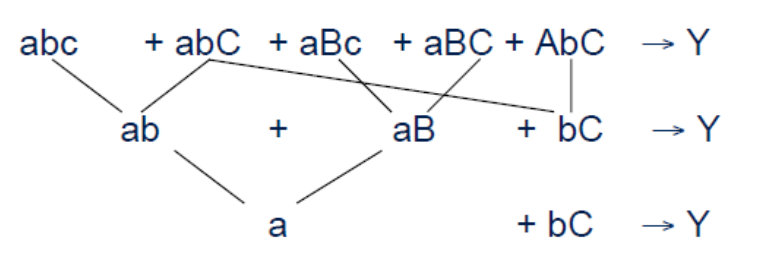 abc + abC + aBc + aBC + AbC → Y
ab + aB + bC → Y
a + bC → Y